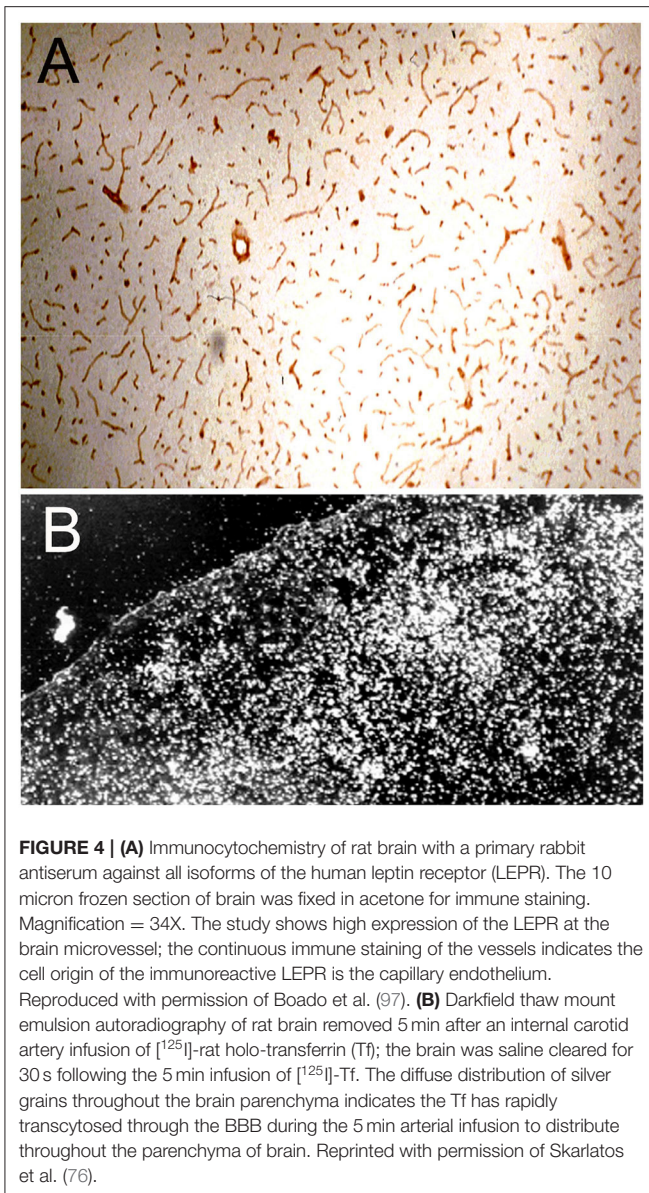 A
B
FIGURE 4 | (A) Immunocytochemistry of rat brain with a primary rabbit
antiserum against all isoforms of the human leptin receptor (LEPR). The 10
micron frozen section of brain was fixed in acetone for immune staining.
Magnification = 34X. The study shows high expression of the LEPR at the
brain microvessel; the continuous immune staining of the vessels indicates the
cell origin of the immunoreactive LEPR is the capillary endothelium.
Reproduced with permission of Boado et al. (97). (B) Darkfield thaw mount
emulsion autoradiography of rat brain removed 5 min after an internal carotid
artery infusion of [¹²⁵I]-rat holo-transferrin (Tf); the brain was saline cleared for
30 s following the 5 min infusion of [¹²⁵I]-Tf. The diffuse distribution of silver
grains throughout the brain parenchyma indicates the Tf has rapidly
transcytosed through the BBB during the 5 min arterial infusion to distribute
throughout the parenchyma of brain. Reprinted with permission of Skarlatos
et al. (76).